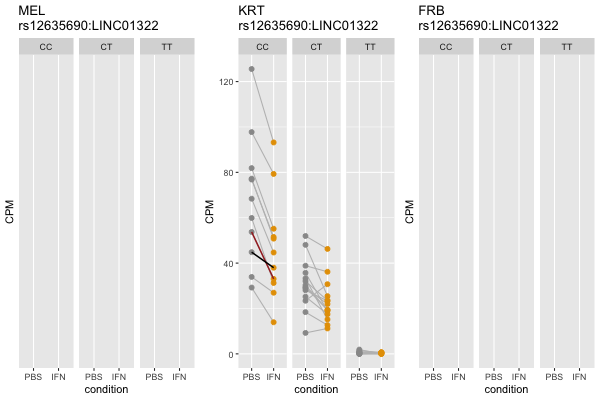 MEL
rs12635690:LINC01322
CC CT TT
CPM
PBS IFN PBS IFN PBS IFN
condition
KRT
rs12635690:LINC01322
CC CT TT
120
80
40
0
CPM
PBS IFN PBS IFN PBS IFN
condition
FRB
rs12635690:LINC01322
CC CT TT
CPM
PBS IFN PBS IFN PBS IFN
condition